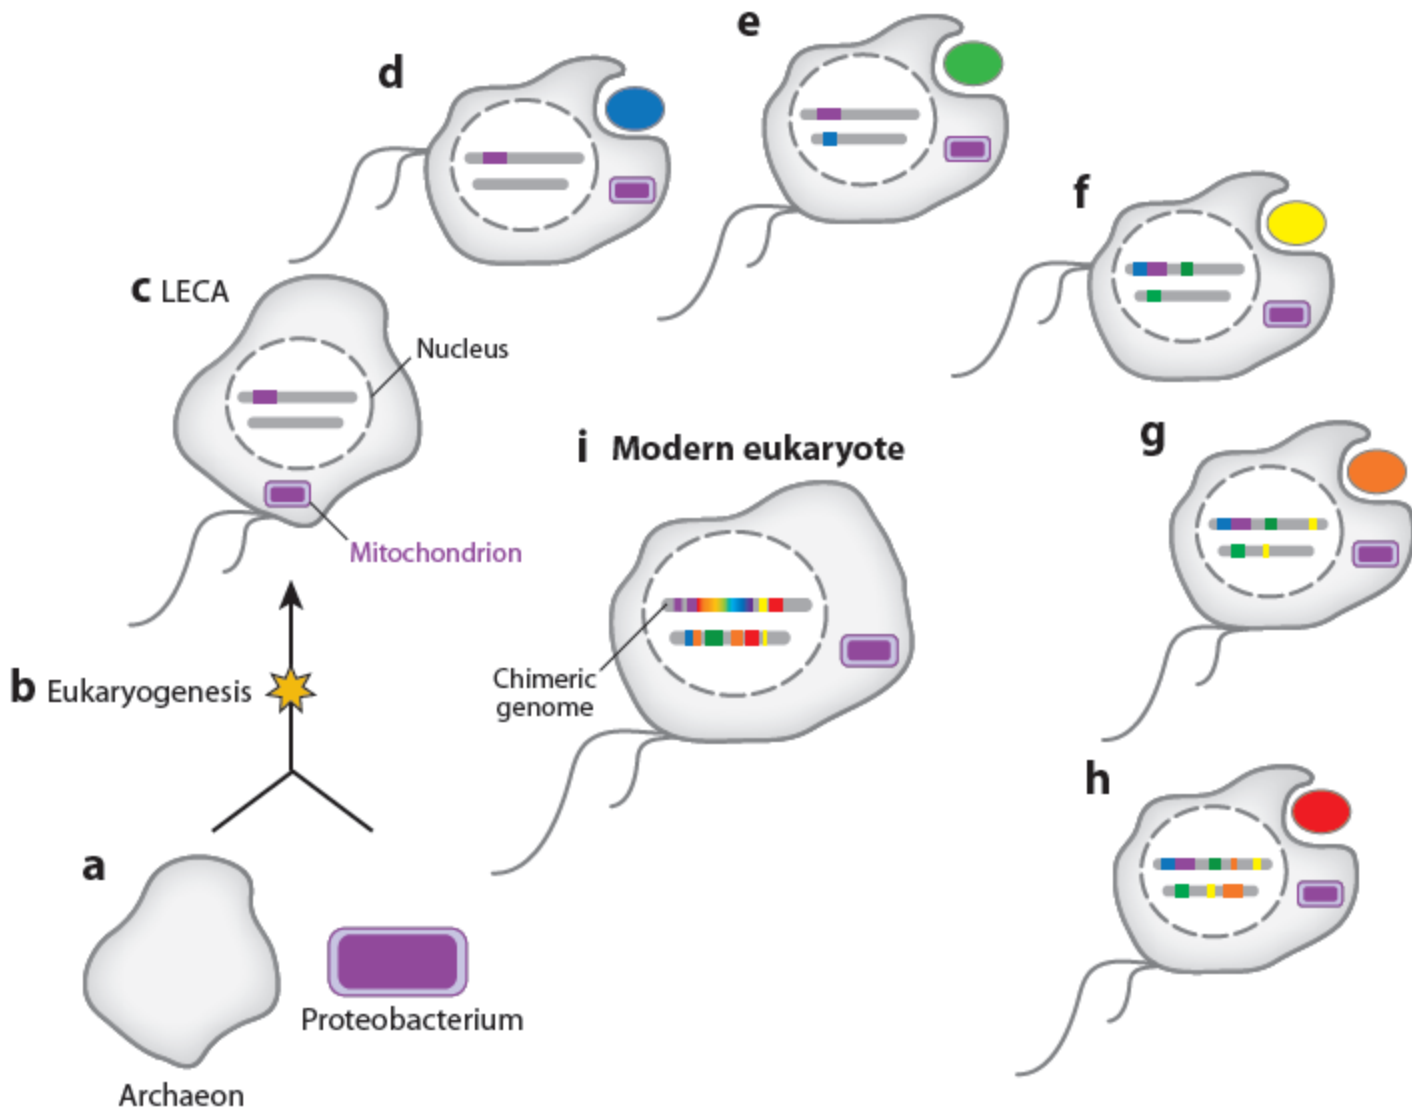 e
d
f
c LECA
Nucleus
g
i Modern eukaryote
Mitochondrion
Chimeric
genome
b Eukaryogenesis
h
a
Proteobacterium
Archaeon